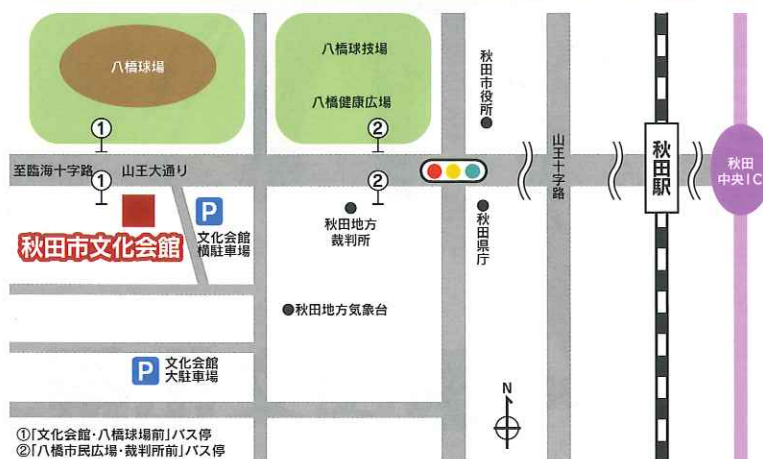 八橋球場
八橋球技場
八橋健康広場
秋田市役所
①
②
至臨海十字路
山王大通り
①
②
山王十字路
秋田駅
秋田
中央IC
秋田市文化会館
P
文化会館
横駐車場
秋田地方
裁判所
秋田県庁
秋田地方気象台
P
文化会館
大駐車場
N
①「文化会館・八橋球場前」バス停
②「八橋市民広場・裁判所前」バス停